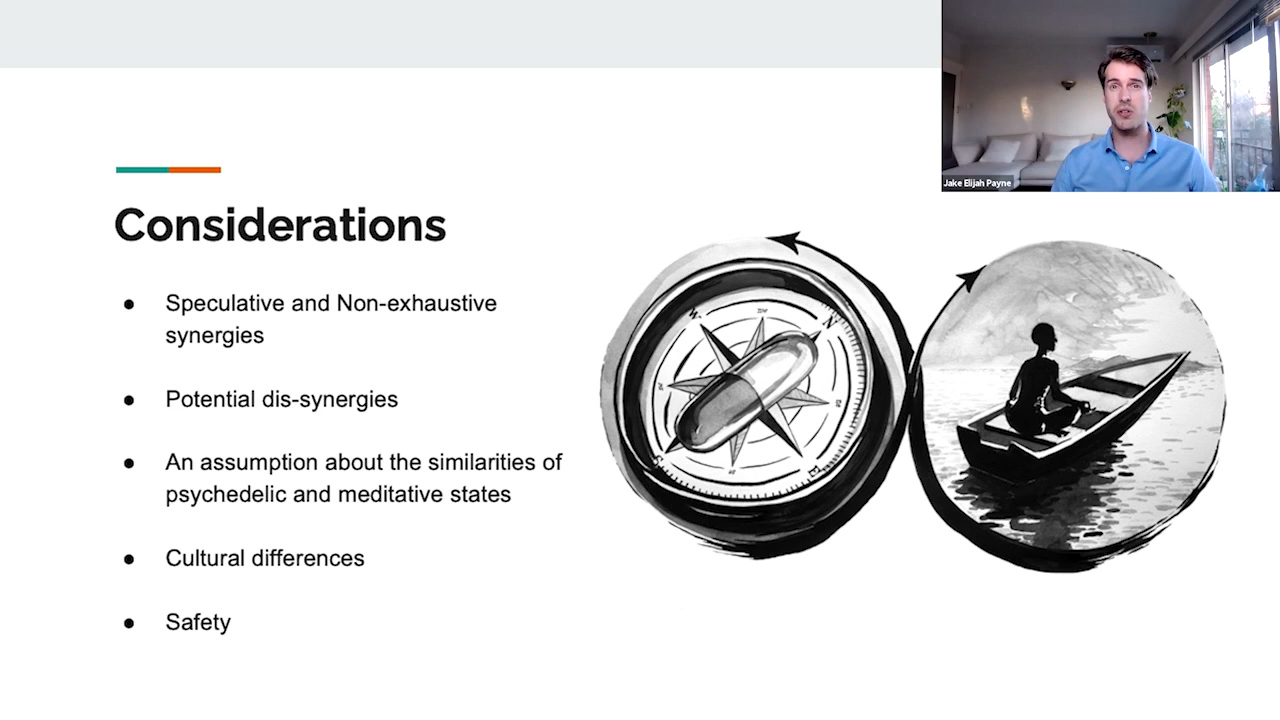 Jake Elijah Payne
Considerations
● Speculative and Non-exhaustive
synergies
● Potential dis-synergies
● An assumption about the similarities of
psychedelic and meditative states
● Cultural differences
● Safety
N